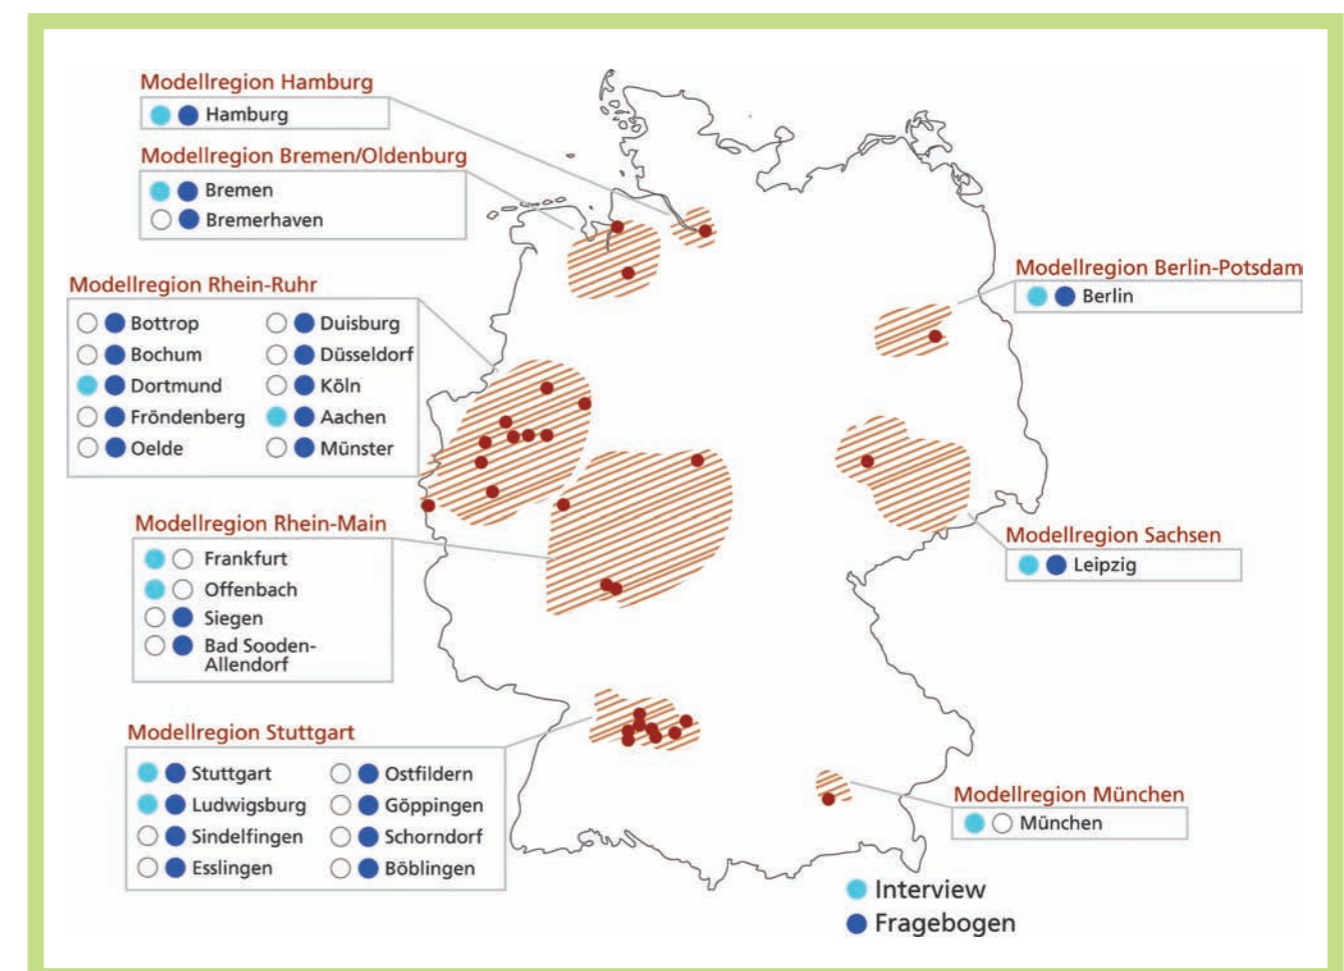 Modellregion Hamburg
Hamburg
Modellregion Bremen/Oldenburg
Bremen
Bremerhaven
Modellregion Rhein-Ruhr
Bottrop
Bochum
Dortmund
Fröndenberg
Oelde
Duisburg
Düsseldorf
Köln
Aachen
Münster
Modellregion Rhein-Main
Frankfurt
Offenbach
Siegen
Bad Sooden-
Allendorf
Modellregion Stuttgart
Stuttgart
Ludwigsburg
Sindelfingen
Esslingen
Ostfildern
Göppingen
Schorndorf
Böblingen
Modellregion Berlin-Potsdam
Berlin
Modellregion Sachsen
Leipzig
Modellregion München
München
Interview
Fragebogen